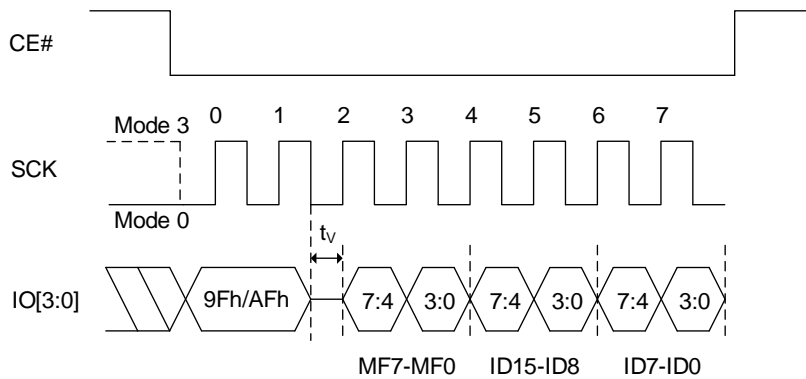 CE#
0 1 2 3 4 5 6 7
Mode 3
SCK
Mode 0
tV
IO[3:0] 9Fh/AFh 7:4 3:0 7:4 3:0 7:4 3:0
MF7-MF0 ID15-ID8 ID7-ID0